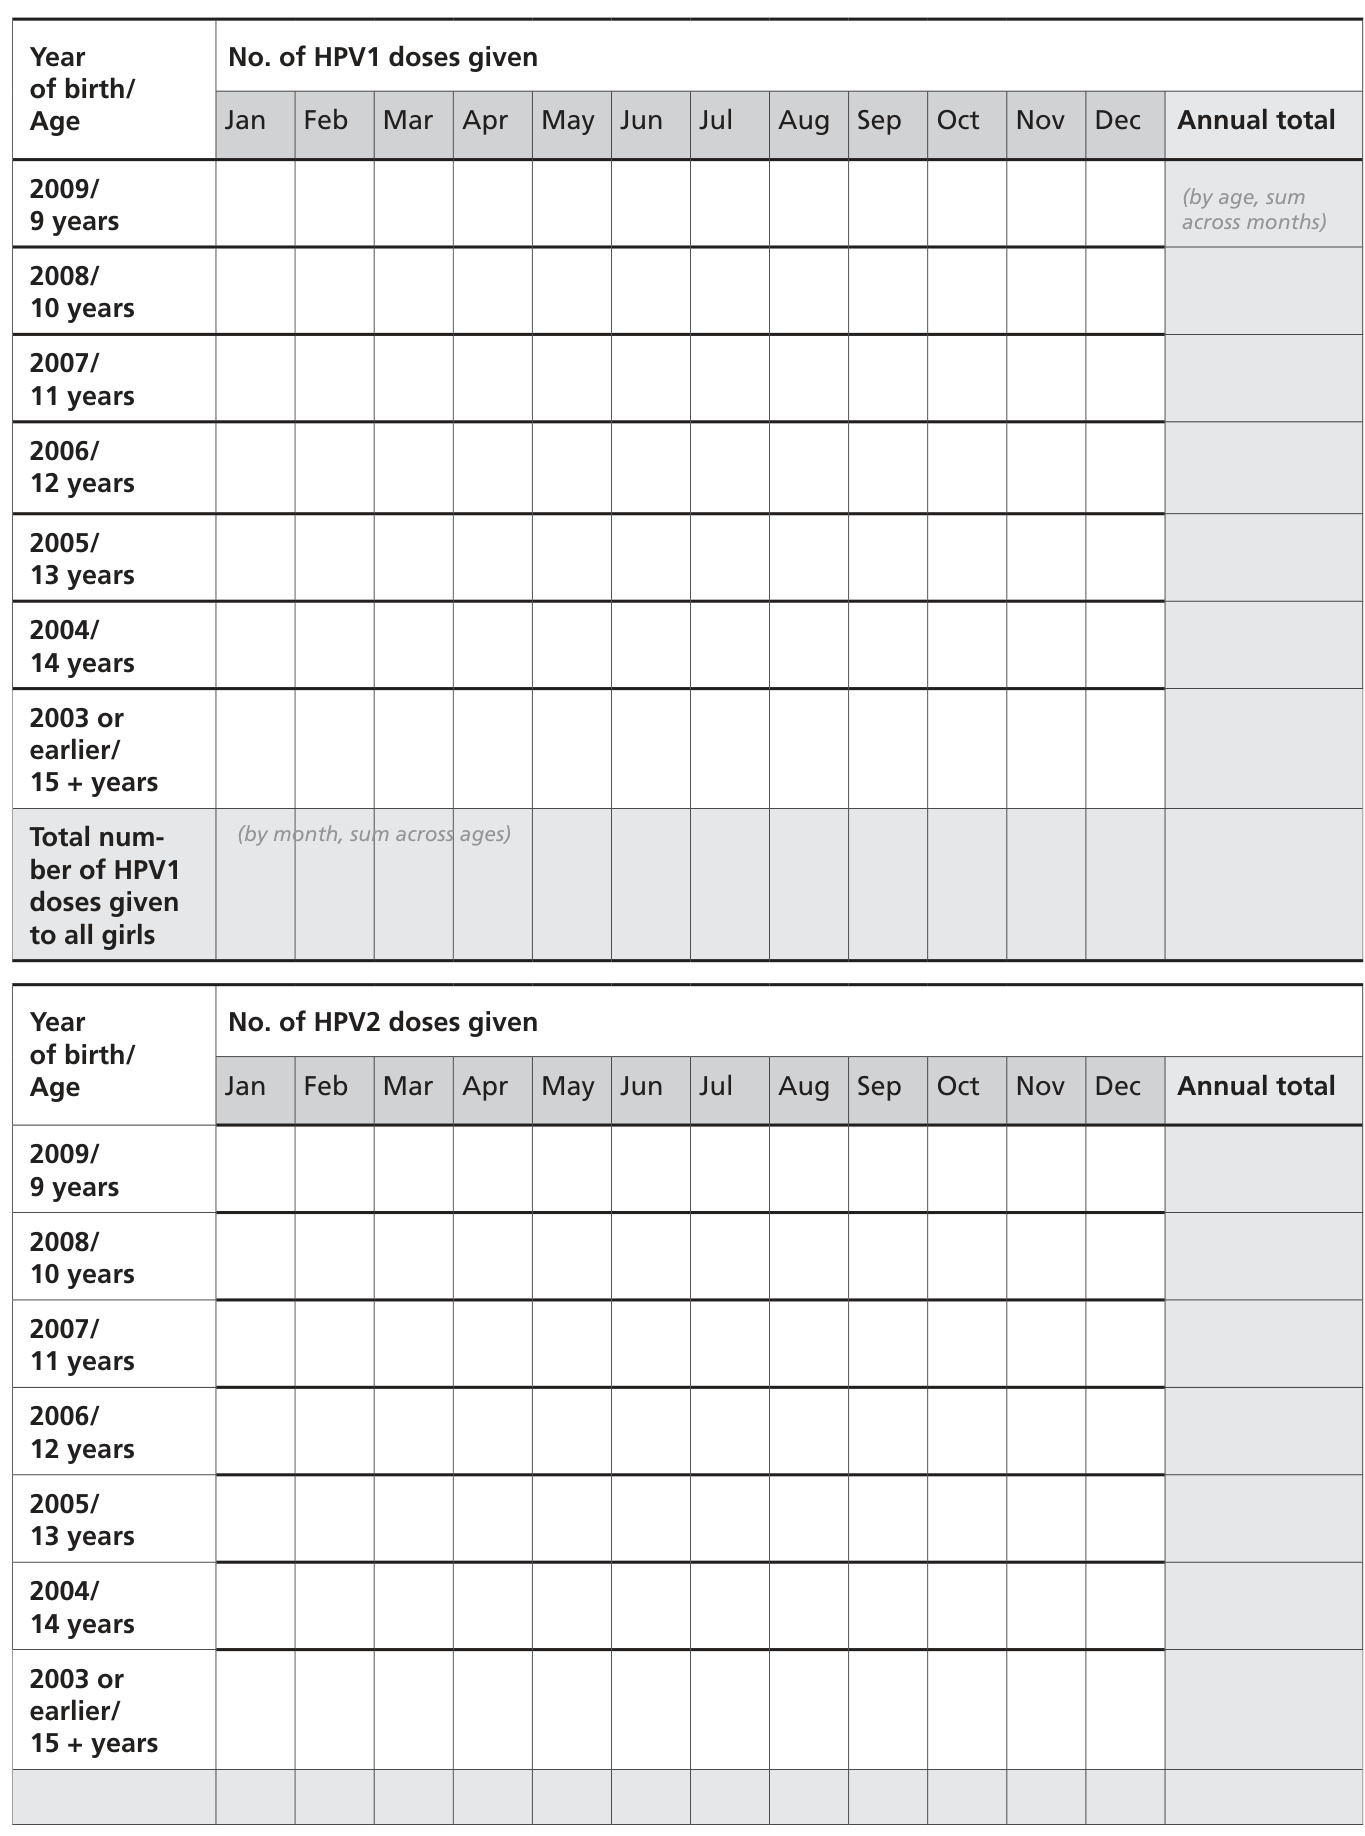 Year
of birth/
Age
No. of HPV1 doses given
Jan Feb Mar Apr May Jun Jul Aug Sep Oct Nov Dec Annual total
2009/
9 years
(by age, sum
across months)
2008/
10 years
2007/
11 years
2006/
12 years
2005/
13 years
2004/
14 years
2003 or
earlier/
15 + years
Total num-
ber of HPV1
doses given
to all girls
(by month, sum across ages)
Year
of birth/
Age
No. of HPV2 doses given
Jan Feb Mar Apr May Jun Jul Aug Sep Oct Nov Dec Annual total
2009/
9 years
2008/
10 years
2007/
11 years
2006/
12 years
2005/
13 years
2004/
14 years
2003 or
earlier/
15 + years